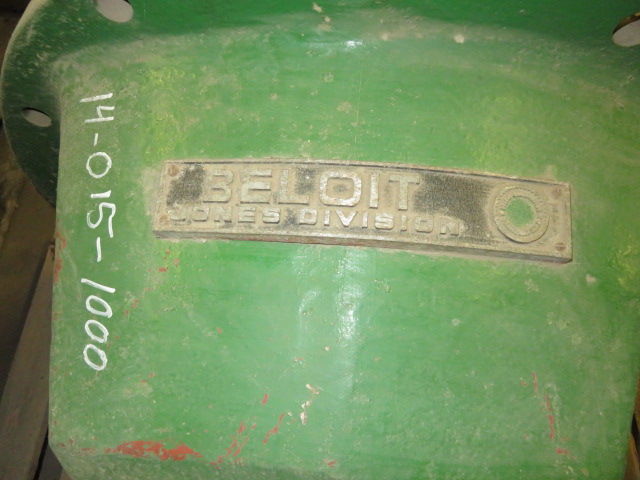 14-015-1000
BELOIT
JONES DIVISION